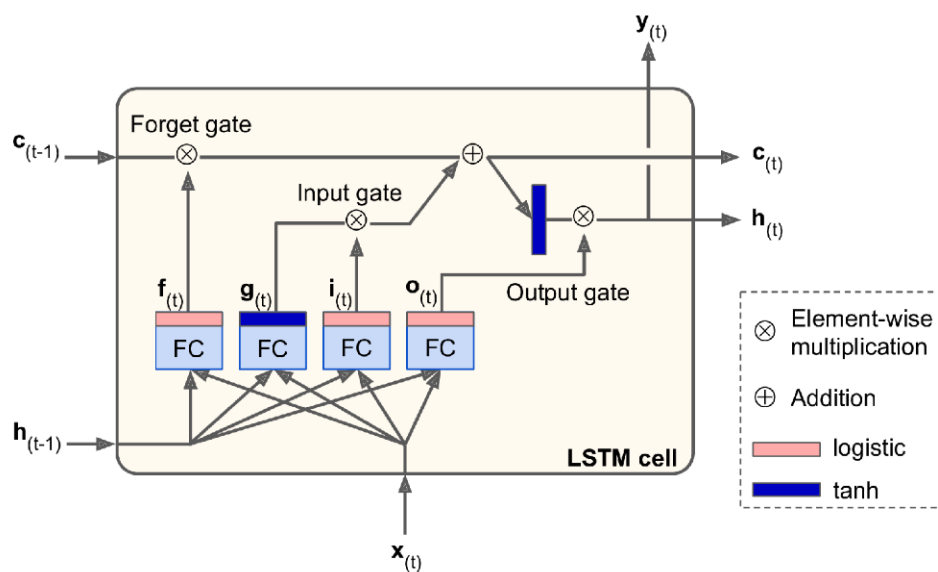 y(t)
Forget gate
c(t-1)
c(t)
Input gate
h(t)
f(t)
g(t)
i(t)
o(t)
Output gate
FC
FC
FC
FC
h(t-1)
LSTM cell
x(t)
Element-wise
multiplication
Addition
logistic
tanh